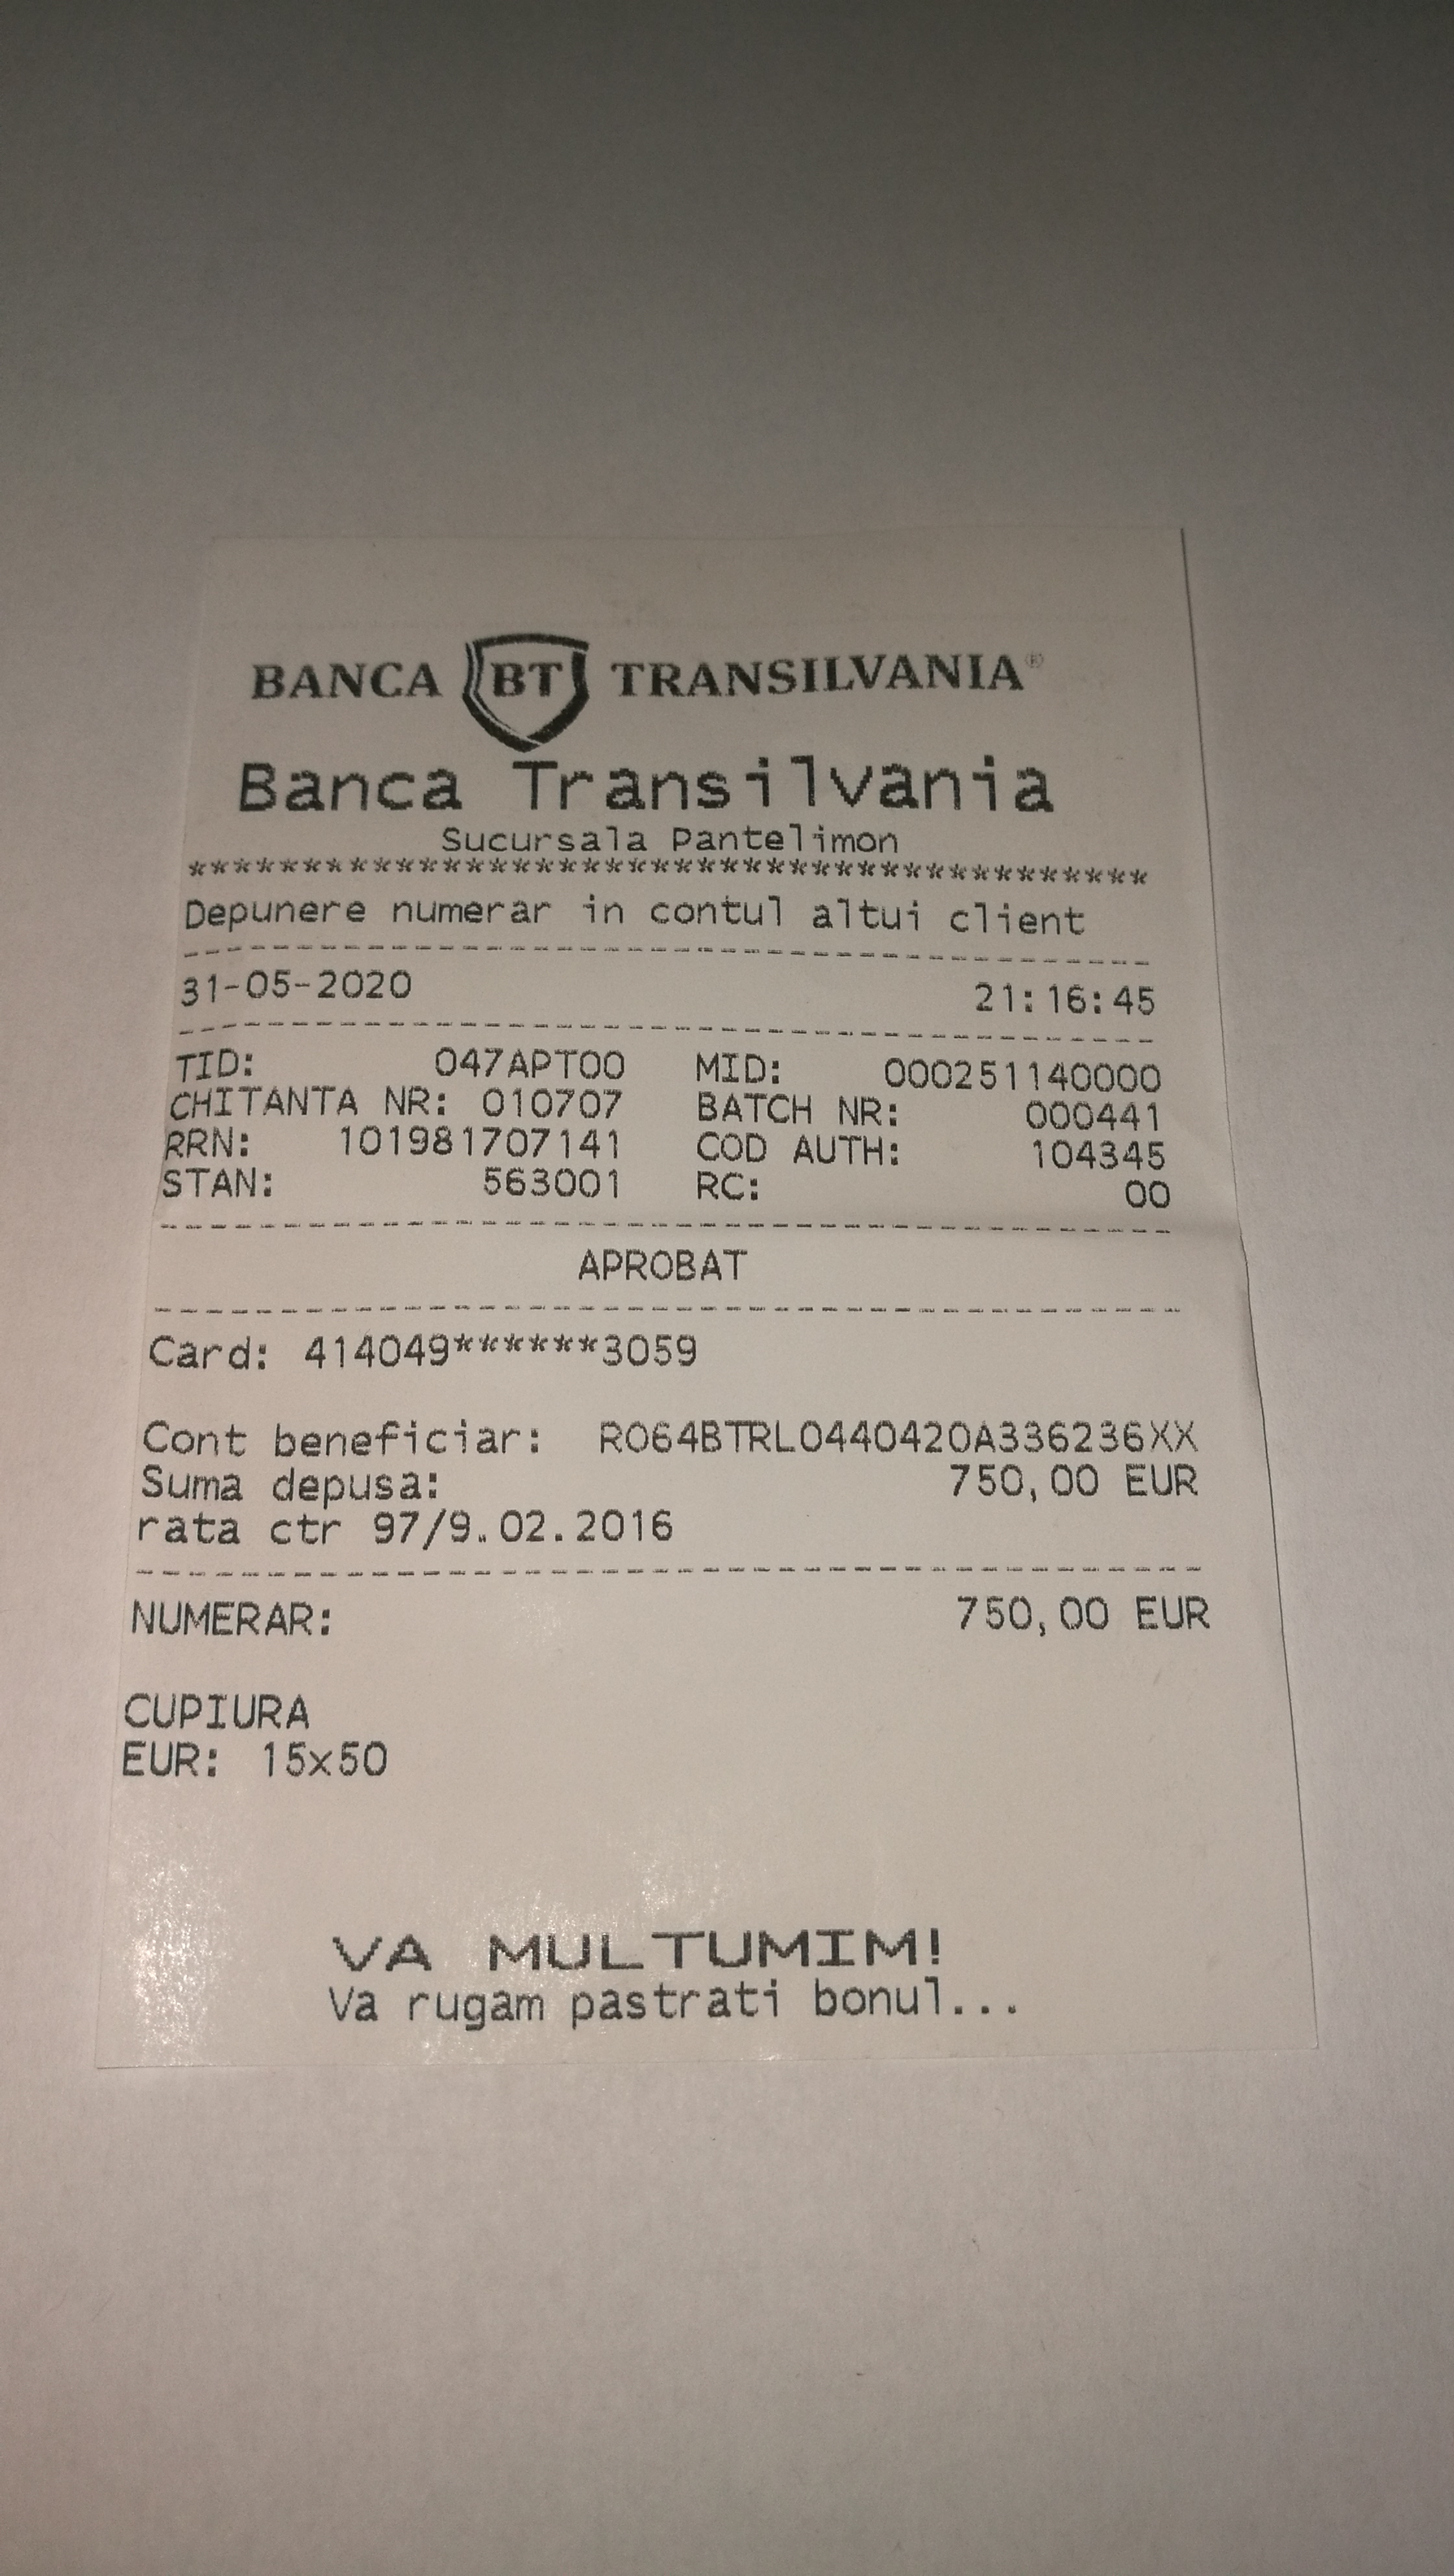 BANCA BT TRANSILVANIA®
Banca Transilvania
Sucursala Pantelimon
*******************************************
Depunere numerar in contul altui client
31-05-2020 21:16:45
TID: 047APT00 MID: 000251140000
CHITANTA NR: 010707 BATCH NR: 000441
RRN: 101981707141 COD AUTH: 104345
STAN: 563001 RC: 00
APROBAT
Card: 414049******3059
Cont beneficiar: RO64BTRL0440420A336236XX
Suma depusa: 750,00 EUR
rata ctr 97/9.02.2016
NUMERAR: 750,00 EUR
CUPIURA
EUR: 15x50
VA MULTUMIM!
Va rugam pastrati bonul...